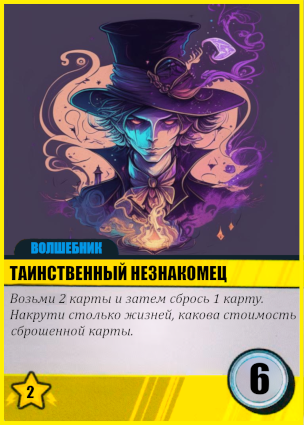 ВОЛШЕБНИК
ТАИНСТВЕННЫЙ НЕЗНАКОМЕЦ
Возьми 2 карты и затем сбрось 1 карту.
Накрути столько жизней, какова стоимость
сброшенной карты.
2
6